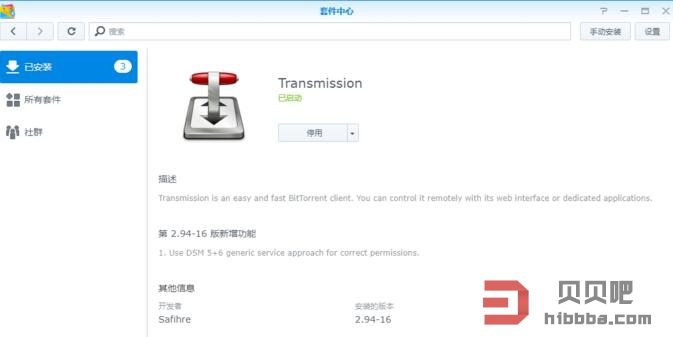 套件中心
搜索
手动安装
设置
已安装 3
所有套件
社群
Transmission
已启动
停用
描述
Transmission is an easy and fast BitTorrent client. You can control it remotely with its web interface or dedicated applications.
第 2.94-16 版新增功能
1. Use DSM 5+6 generic service approach for correct permissions.
其他信息
开发者 安装的版本
Safihre 2.94-16
贝贝吧
hibbba.com